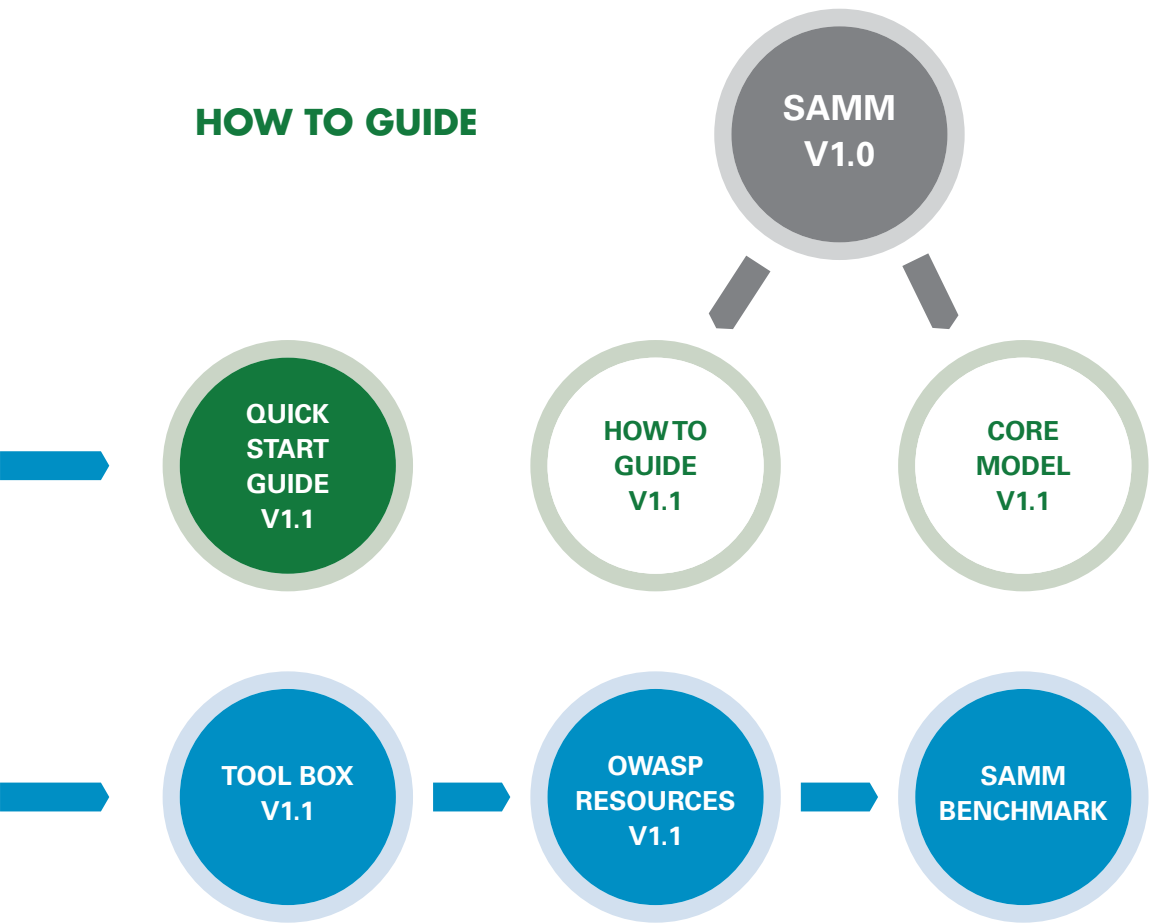 HOW TO GUIDE
SAMM
V1.0
QUICK
START
GUIDE
V1.1
HOW TO
GUIDE
V1.1
CORE
MODEL
V1.1
TOOL BOX
V1.1
OWASP
RESOURCES
V1.1
SAMM
BENCHMARK